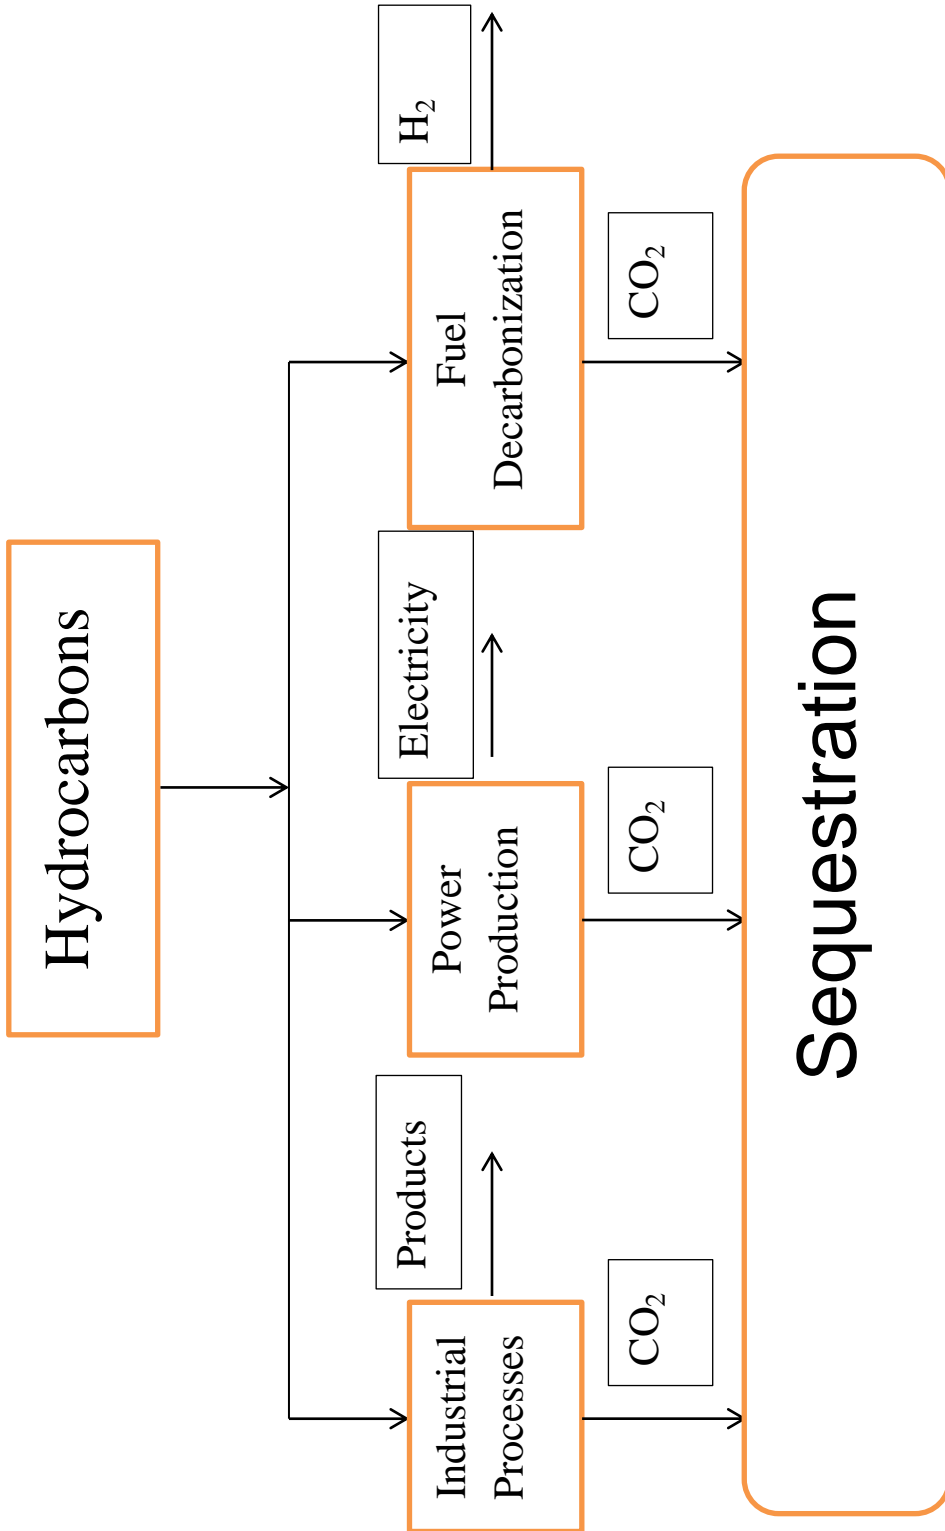 Hydrocarbons
Products
Electricity
H₂
Industrial
Processes
Power
Production
Fuel
Decarbonization
CO₂
CO₂
CO₂
Sequestration